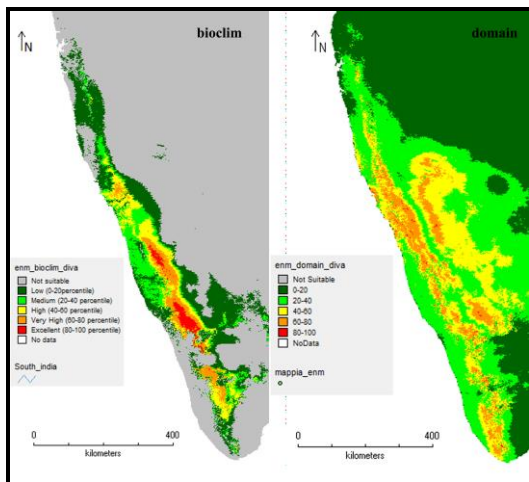 bioclim
N
enm_bioclim_diva
Not suitable
Low (0-20percentile)
Medium (20-40 percentile)
High (40-60 percentile)
Very High (60-80 percentile)
Excellent (80-100 percentile)
No data
South_india
0 400
kilometers
domain
N
enm_domain_diva
Not Suitable
0-20
20-40
40-60
60-80
80-100
NoData
mappia_enm
0 400
kilometers